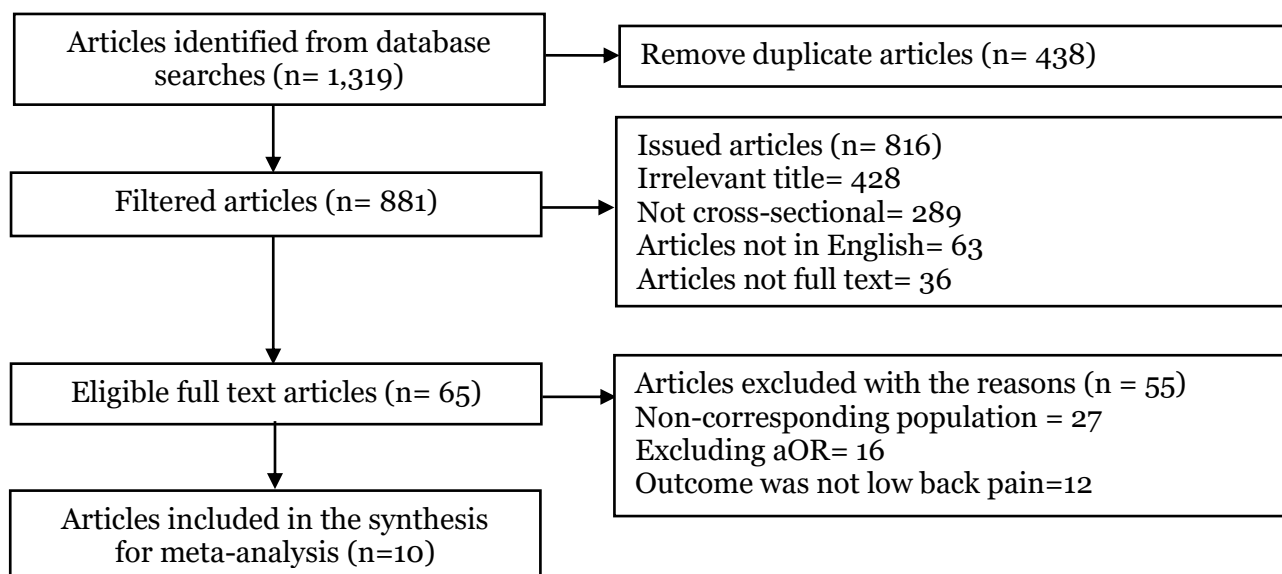 Articles identified from database
searches (n= 1,319)
Remove duplicate articles (n= 438)
Filtered articles (n= 881)
Issued articles (n= 816)
Irrelevant title= 428
Not cross-sectional= 289
Articles not in English= 63
Articles not full text= 36
Eligible full text articles (n= 65)
Articles excluded with the reasons (n = 55)
Non-corresponding population = 27
Excluding aOR= 16
Outcome was not low back pain=12
Articles included in the synthesis
for meta-analysis (n=10)